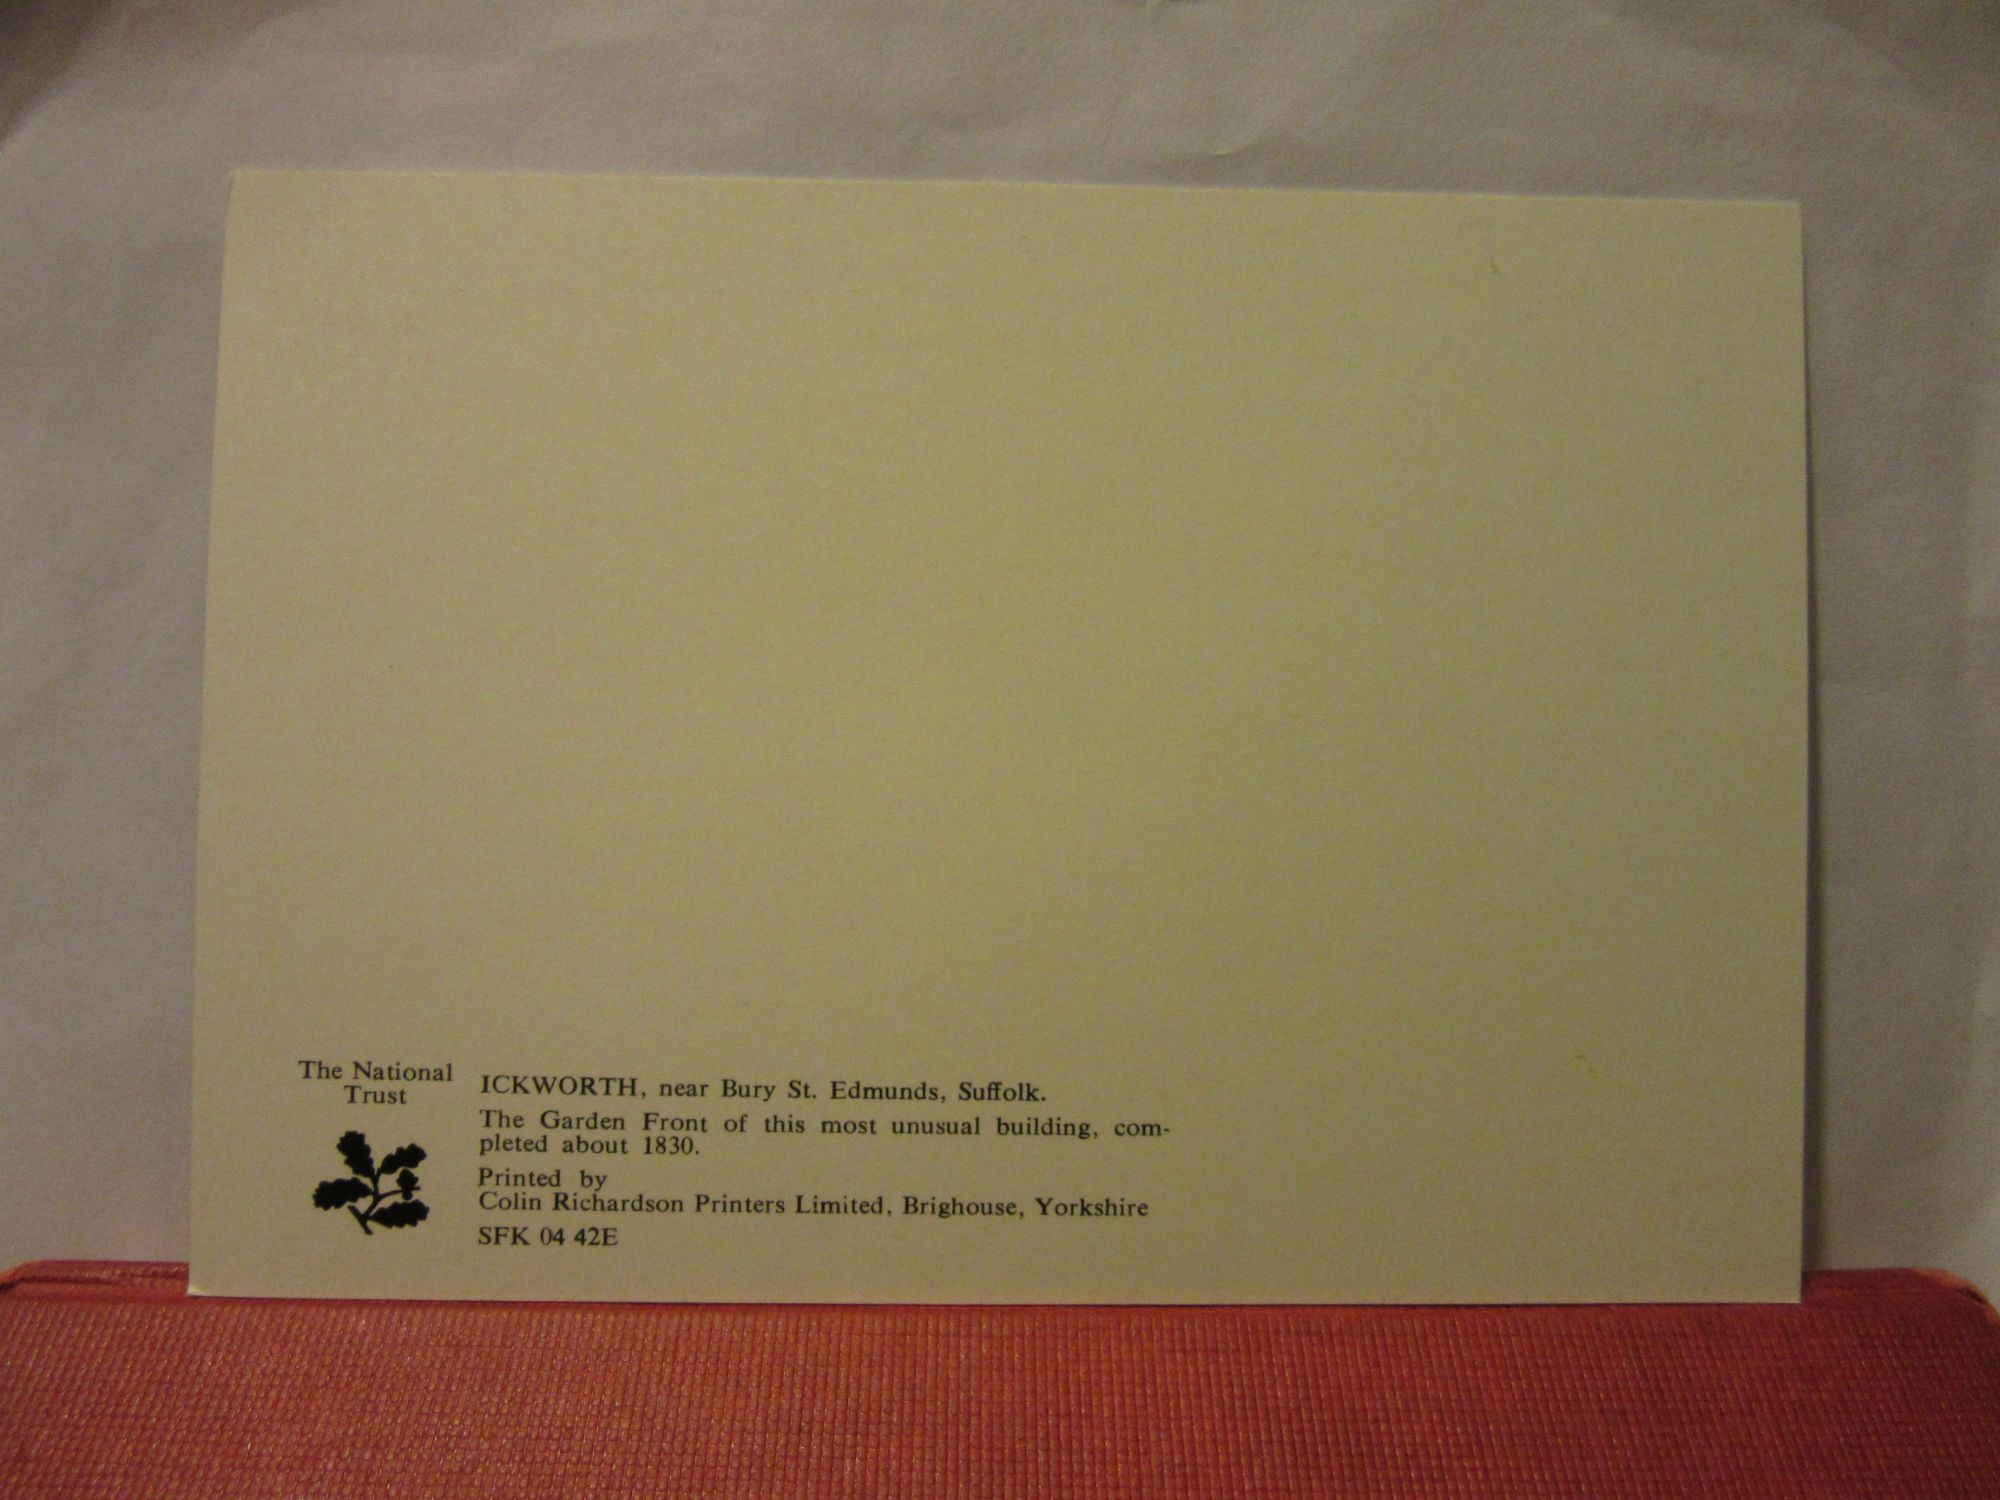 The National
Trust
ICKWORTH, near Bury St. Edmunds, Suffolk.
The Garden Front of this most unusual building, com-
pleted about 1830.
Printed by
Colin Richardson Printers Limited, Brighouse, Yorkshire
SFK 04 42E